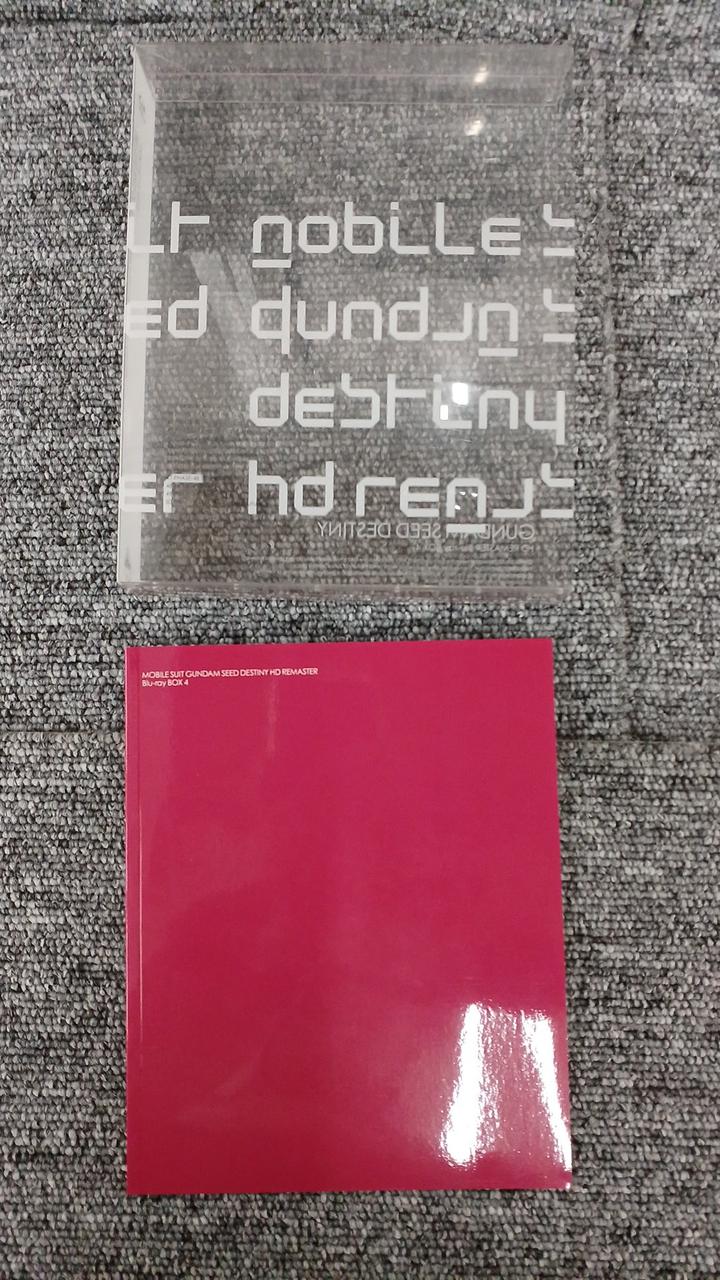 it mobile s
ed gundam s
destiny
er hd remas
GUNDAM SEED DESTINY
MOBILE SUIT GUNDAM SEED DESTINY HD REMASTER
Blu-ray BOX 4